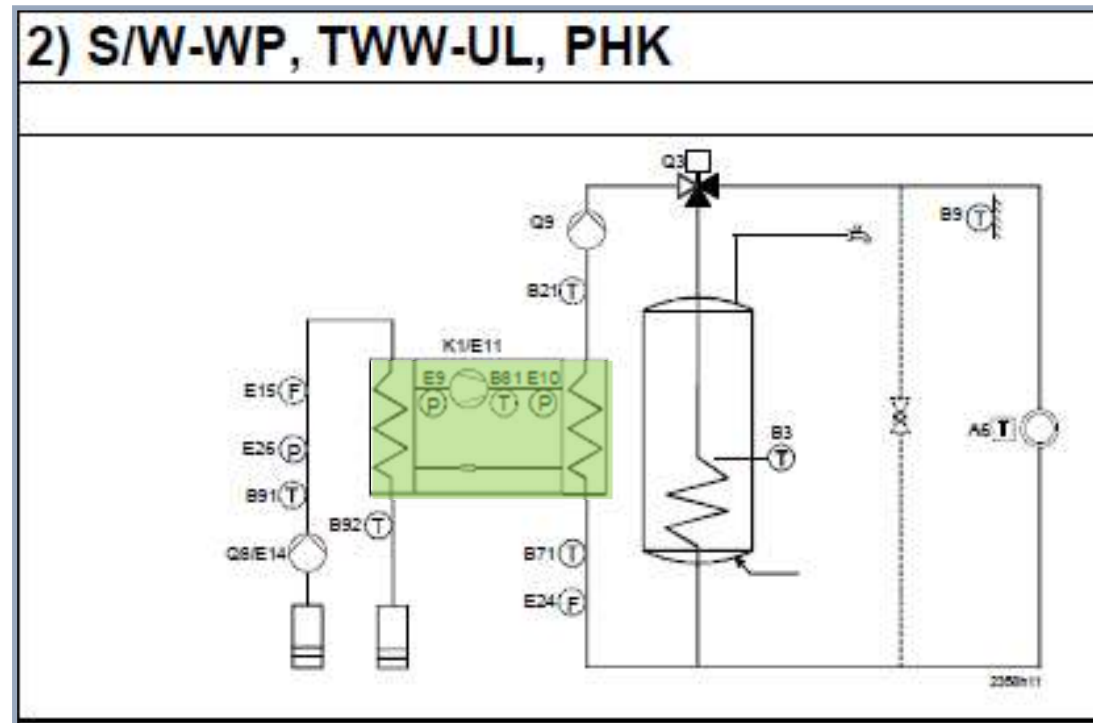 2) S/W-WP, TWW-UL, PHK
Q3
B9 T
Q9
B21 T
K1/E11
E9 B81 E10
P T P
E15 F
E26 P
B3
T
A6 T
B91 T
B92 T
Q8/E14
B71 T
E24 F
2358h11